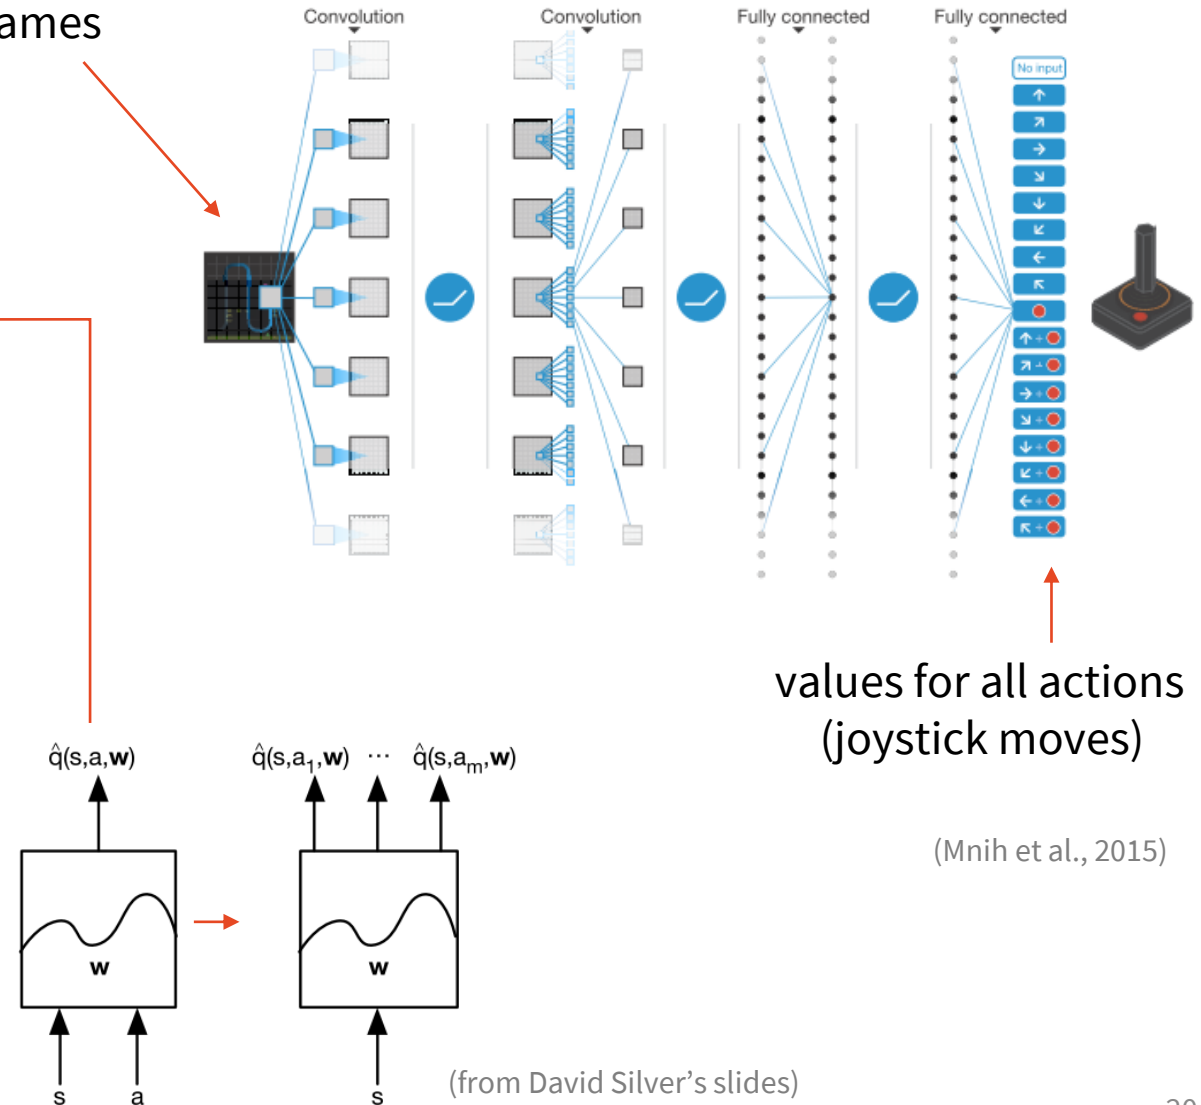 ames
Convolution
Convolution
Fully connected
Fully connected
No input
values for all actions
(joystick moves)
q̂(s,a,w)
q̂(s,a₁,w) ··· q̂(s,aₘ,w)
(Mnih et al., 2015)
w
w
s a
s
(from David Silver’s slides)